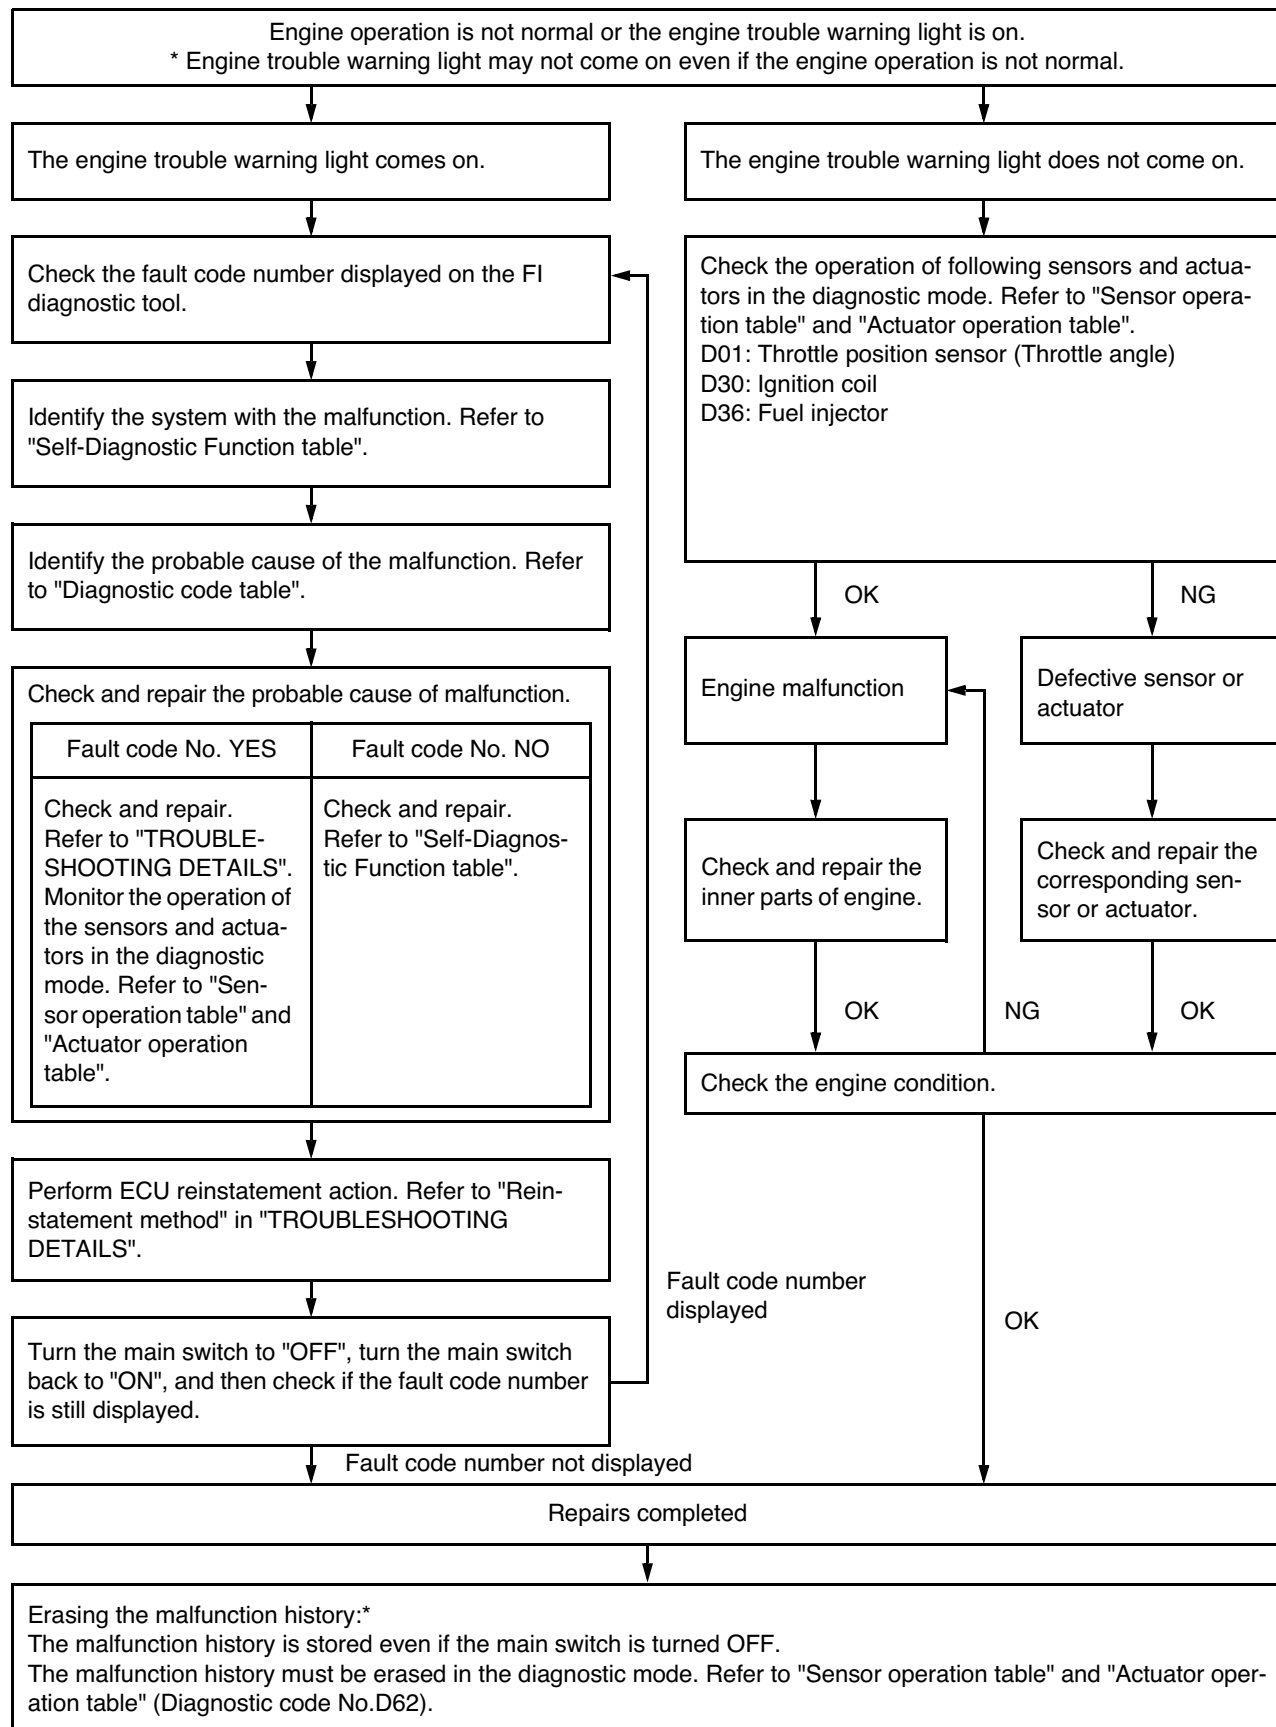 Engine operation is not normal or the engine trouble warning light is on.
* Engine trouble warning light may not come on even if the engine operation is not normal.
The engine trouble warning light comes on.
Check the fault code number displayed on the FI
diagnostic tool.
Identify the system with the malfunction. Refer to
"Self-Diagnostic Function table".
Identify the probable cause of the malfunction. Refer
to "Diagnostic code table".
Check and repair the probable cause of malfunction.
Fault code No. YES
Check and repair.
Refer to "TROUBLE-
SHOOTING DETAILS".
Monitor the operation of
the sensors and actua-
tors in the diagnostic
mode. Refer to "Sen-
sor operation table" and
"Actuator operation
table".
Fault code No. NO
Check and repair.
Refer to "Self-Diagnos-
tic Function table".
Perform ECU reinstatement action. Refer to "Rein-
statement method" in "TROUBLESHOOTING
DETAILS".
Turn the main switch to "OFF", turn the main switch
back to "ON", and then check if the fault code number
is still displayed.
Fault code number
displayed
Fault code number not displayed
The engine trouble warning light does not come on.
Check the operation of following sensors and actua-
tors in the diagnostic mode. Refer to "Sensor opera-
tion table" and "Actuator operation table".
D01: Throttle position sensor (Throttle angle)
D30: Ignition coil
D36: Fuel injector
OK
NG
Engine malfunction
Defective sensor or
actuator
Check and repair the
inner parts of engine.
Check and repair the
corresponding sen-
sor or actuator.
OK
NG
OK
Check the engine condition.
OK
Repairs completed
Erasing the malfunction history:*
The malfunction history is stored even if the main switch is turned OFF.
The malfunction history must be erased in the diagnostic mode. Refer to "Sensor operation table" and "Actuator oper-
ation table" (Diagnostic code No.D62).